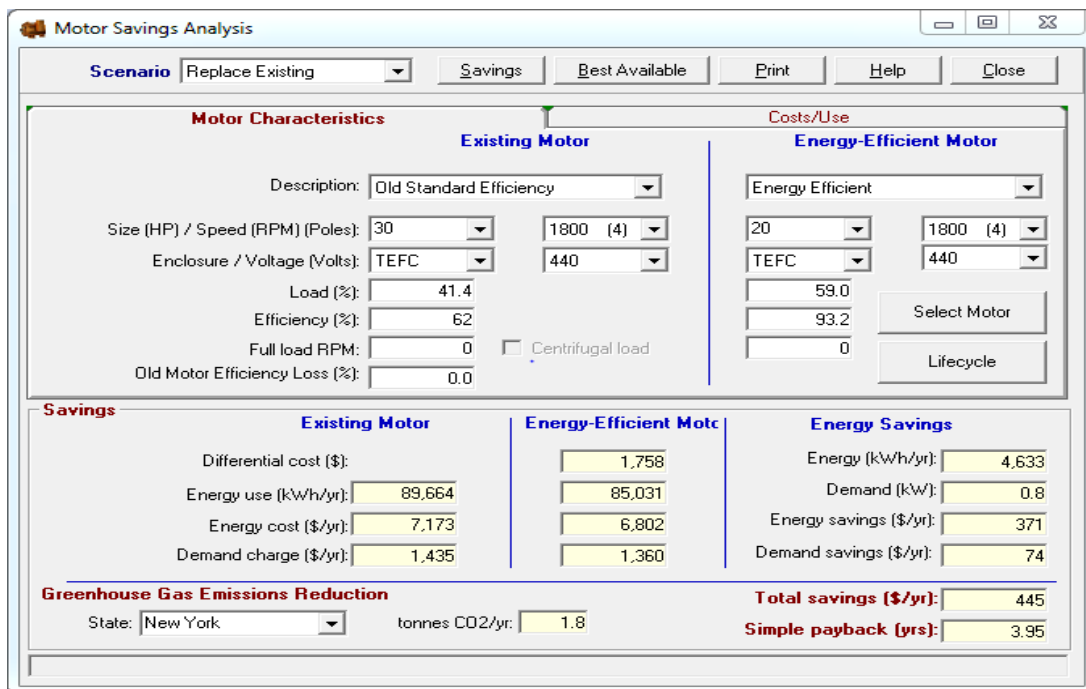 Motor Savings Analysis
Scenario Replace Existing Savings Best Available Print Help Close
Motor Characteristics Costs/Use
Existing Motor Energy-Efficient Motor
Description: Old Standard Efficiency Energy Efficient
Size (HP) / Speed (RPM) (Poles): 30 1800 (4) 20 1800 (4)
Enclosure / Voltage (Volts): TEFC 440 TEFC 440
Load (%): 41.4 59.0
Efficiency (%): 62 93.2 Select Motor
Full load RPM: 0 Centrifugal load 0
Old Motor Efficiency Loss (%): 0.0 Lifecycle
Savings
Existing Motor Energy-Efficient Motc Energy Savings
Differential cost ($): 1,758 Energy (kWh/yr): 4,633
Energy use (kWh/yr): 89,664 85,031 Demand (kW): 0.8
Energy cost ($/yr): 7,173 6,802 Energy savings ($/yr): 371
Demand charge ($/yr): 1,435 1,360 Demand savings ($/yr): 74
Greenhouse Gas Emissions Reduction Total savings ($/yr): 445
State: New York tonnes CO2/yr: 1.8 Simple payback (yrs): 3.95